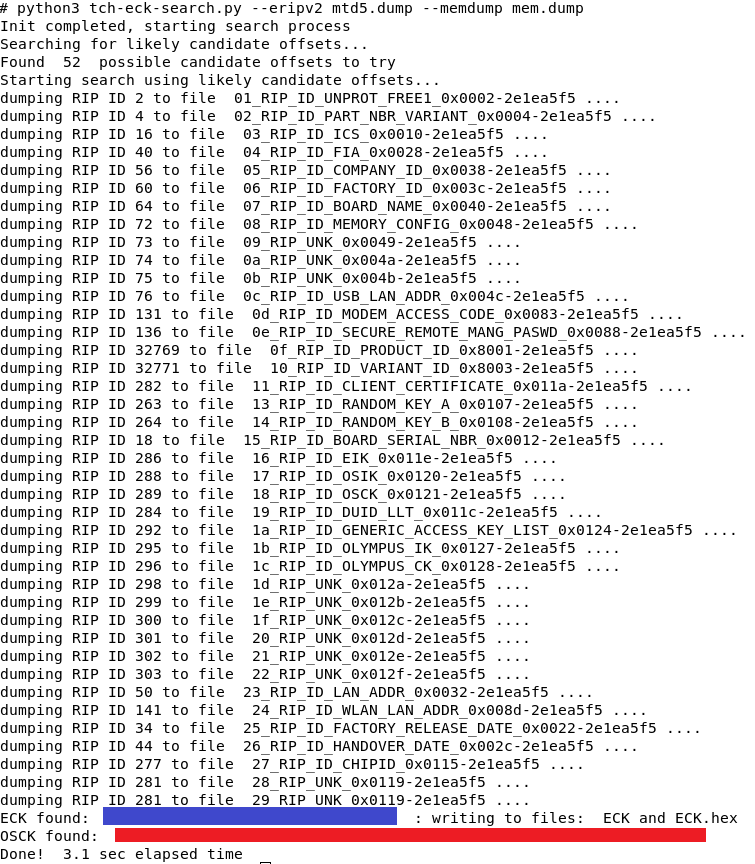 # python3 tch-eck-search.py --eripv2 mtd5.dump --memdump mem.dump
Init completed, starting search process
Searching for likely candidate offsets...
Found  52  possible candidate offsets to try
Starting search using likely candidate offsets...
dumping RIP ID 2 to file  01_RIP_ID_UNPROT_FREE1_0x0002-2e1ea5f5 ....
dumping RIP ID 4 to file  02_RIP_ID_PART_NBR_VARIANT_0x0004-2e1ea5f5 ....
dumping RIP ID 16 to file  03_RIP_ID_ICS_0x0010-2e1ea5f5 ....
dumping RIP ID 40 to file  04_RIP_ID_FIA_0x0028-2e1ea5f5 ....
dumping RIP ID 56 to file  05_RIP_ID_COMPANY_ID_0x0038-2e1ea5f5 ....
dumping RIP ID 60 to file  06_RIP_ID_FACTORY_ID_0x003c-2e1ea5f5 ....
dumping RIP ID 64 to file  07_RIP_ID_BOARD_NAME_0x0040-2e1ea5f5 ....
dumping RIP ID 72 to file  08_RIP_ID_MEMORY_CONFIG_0x0048-2e1ea5f5 ....
dumping RIP ID 73 to file  09_RIP_UNK_0x0049-2e1ea5f5 ....
dumping RIP ID 74 to file  0a_RIP_UNK_0x004a-2e1ea5f5 ....
dumping RIP ID 75 to file  0b_RIP_UNK_0x004b-2e1ea5f5 ....
dumping RIP ID 76 to file  0c_RIP_ID_USB_LAN_ADDR_0x004c-2e1ea5f5 ....
dumping RIP ID 131 to file  0d_RIP_ID_MODEM_ACCESS_CODE_0x0083-2e1ea5f5 ....
dumping RIP ID 136 to file  0e_RIP_ID_SECURE_REMOTE_MANG_PASWD_0x0088-2e1ea5f5 ....
dumping RIP ID 32769 to file  0f_RIP_ID_PRODUCT_ID_0x8001-2e1ea5f5 ....
dumping RIP ID 32771 to file  10_RIP_ID_VARIANT_ID_0x8003-2e1ea5f5 ....
dumping RIP ID 282 to file  11_RIP_ID_CLIENT_CERTIFICATE_0x011a-2e1ea5f5 ....
dumping RIP ID 263 to file  13_RIP_ID_RANDOM_KEY_A_0x0107-2e1ea5f5 ....
dumping RIP ID 264 to file  14_RIP_ID_RANDOM_KEY_B_0x0108-2e1ea5f5 ....
dumping RIP ID 18 to file  15_RIP_ID_BOARD_SERIAL_NBR_0x0012-2e1ea5f5 ....
dumping RIP ID 286 to file  16_RIP_ID_EIK_0x011e-2e1ea5f5 ....
dumping RIP ID 288 to file  17_RIP_ID_OSIK_0x0120-2e1ea5f5 ....
dumping RIP ID 289 to file  18_RIP_ID_OSCK_0x0121-2e1ea5f5 ....
dumping RIP ID 284 to file  19_RIP_ID_DUID_LLT_0x011c-2e1ea5f5 ....
dumping RIP ID 292 to file  1a_RIP_ID_GENERIC_ACCESS_KEY_LIST_0x0124-2e1ea5f5 ....
dumping RIP ID 295 to file  1b_RIP_ID_OLYMPUS_IK_0x0127-2e1ea5f5 ....
dumping RIP ID 296 to file  1c_RIP_ID_OLYMPUS_CK_0x0128-2e1ea5f5 ....
dumping RIP ID 298 to file  1d_RIP_UNK_0x012a-2e1ea5f5 ....
dumping RIP ID 299 to file  1e_RIP_UNK_0x012b-2e1ea5f5 ....
dumping RIP ID 300 to file  1f_RIP_UNK_0x012c-2e1ea5f5 ....
dumping RIP ID 301 to file  20_RIP_UNK_0x012d-2e1ea5f5 ....
dumping RIP ID 302 to file  21_RIP_UNK_0x012e-2e1ea5f5 ....
dumping RIP ID 303 to file  22_RIP_UNK_0x012f-2e1ea5f5 ....
dumping RIP ID 50 to file  23_RIP_ID_LAN_ADDR_0x0032-2e1ea5f5 ....
dumping RIP ID 141 to file  24_RIP_ID_WLAN_LAN_ADDR_0x008d-2e1ea5f5 ....
dumping RIP ID 34 to file  25_RIP_ID_FACTORY_RELEASE_DATE_0x0022-2e1ea5f5 ....
dumping RIP ID 44 to file  26_RIP_ID_HANDOVER_DATE_0x002c-2e1ea5f5 ....
dumping RIP ID 277 to file  27_RIP_ID_CHIPID_0x0115-2e1ea5f5 ....
dumping RIP ID 281 to file  28_RIP_UNK_0x0119-2e1ea5f5 ....
dumping RIP ID 281 to file  29_RIP_UNK_0x0119-2e1ea5f5 ....
ECK found:  : writing to files:  ECK and ECK.hex
OSCK found:
Done!  3.1 sec elapsed time